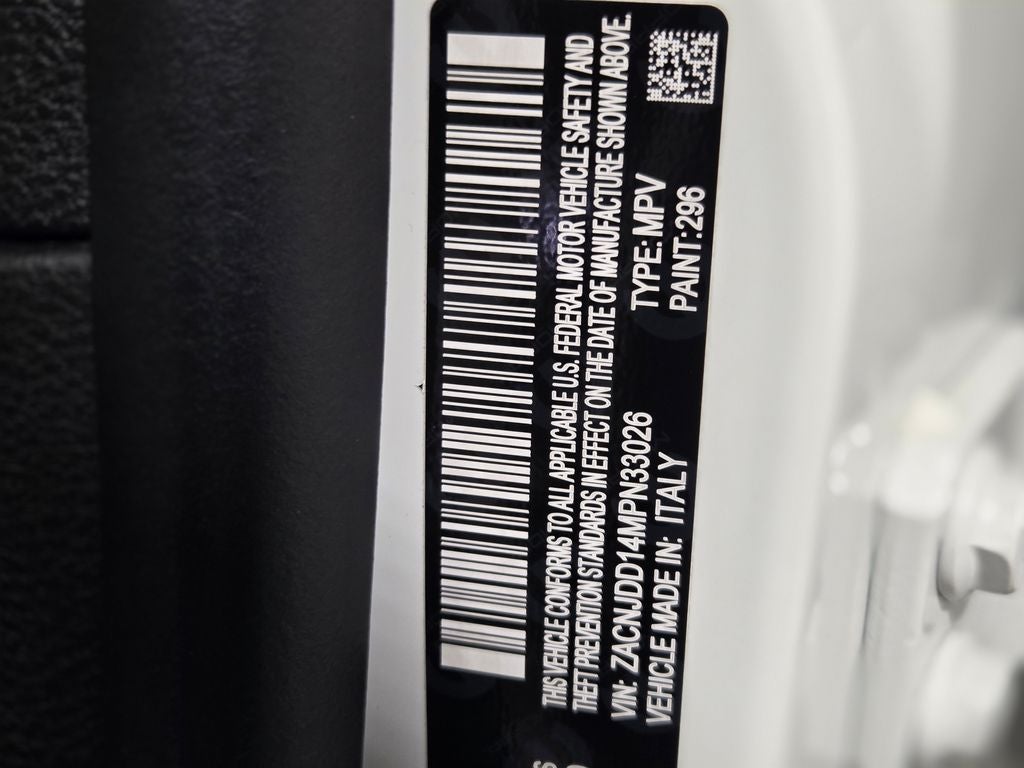 THIS VEHICLE CONFORMS TO ALL APPLICABLE U.S. FEDERAL MOTOR VEHICLE SAFETY AND
THEFT PREVENTION STANDARDS IN EFFECT ON THE DATE OF MANUFACTURE SHOWN ABOVE.
VIN: ZACNJDD14MPN33026 TYPE: MPV
VEHICLE MADE IN: ITALY PAINT: 296